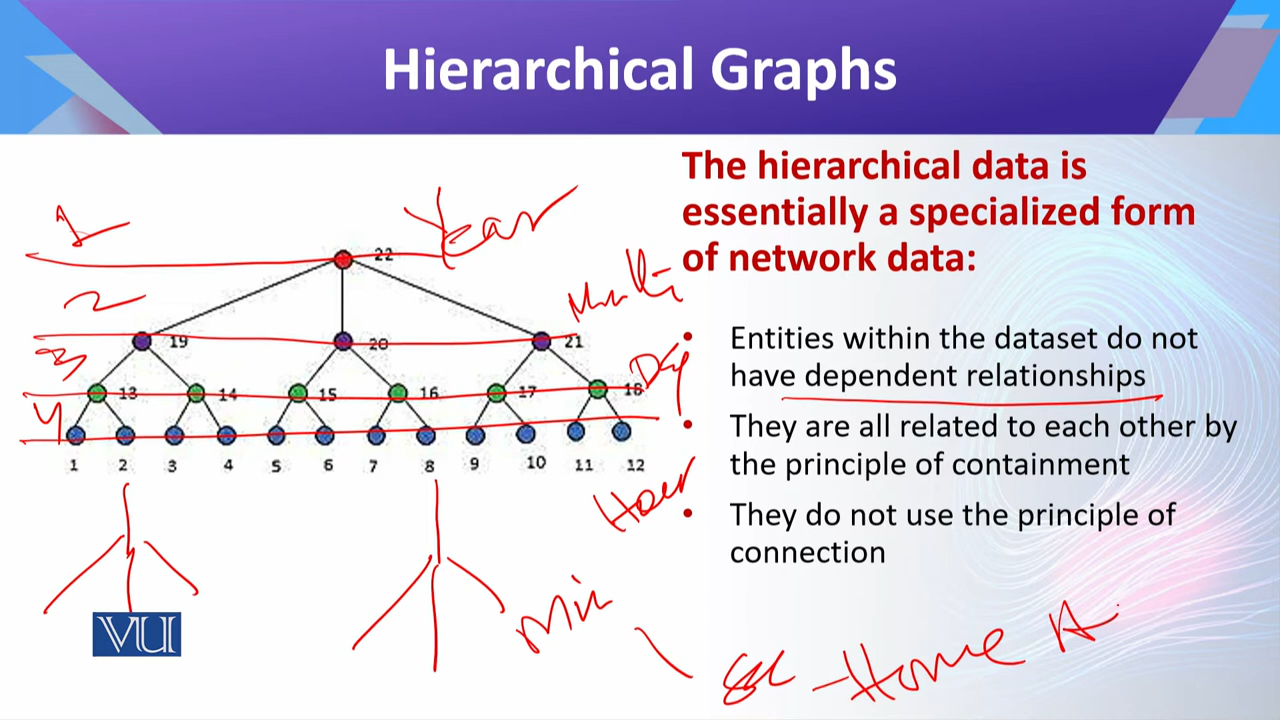 Hierarchical Graphs
The hierarchical data is
essentially a specialized form
of network data:
1
Year
22
2
19
20
21
3
13
14
15
16
17
18
Day
4
1 2 3 4 5 6 7 8 9 10 11 12
Hour
Min
Sec - Home A
VU
• Entities within the dataset do not
have dependent relationships
• They are all related to each other by
the principle of containment
• They do not use the principle of
connection